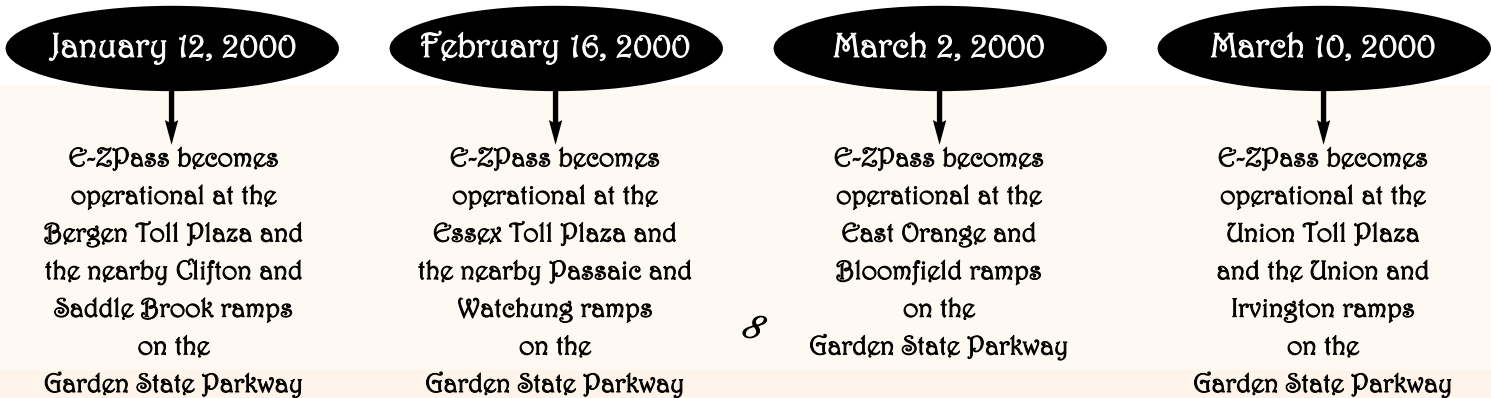 January 12, 2000
E-ZPass becomes
operational at the
Bergen Toll Plaza and
the nearby Clifton and
Saddle Brook ramps
on the
Garden State Parkway
February 16, 2000
E-ZPass becomes
operational at the
Essex Toll Plaza and
the nearby Passaic and
Watchung ramps
on the
Garden State Parkway
8
March 2, 2000
E-ZPass becomes
operational at the
East Orange and
Bloomfield ramps
on the
Garden State Parkway
March 10, 2000
E-ZPass becomes
operational at the
Union Toll Plaza
and the Union and
Irvington ramps
on the
Garden State Parkway